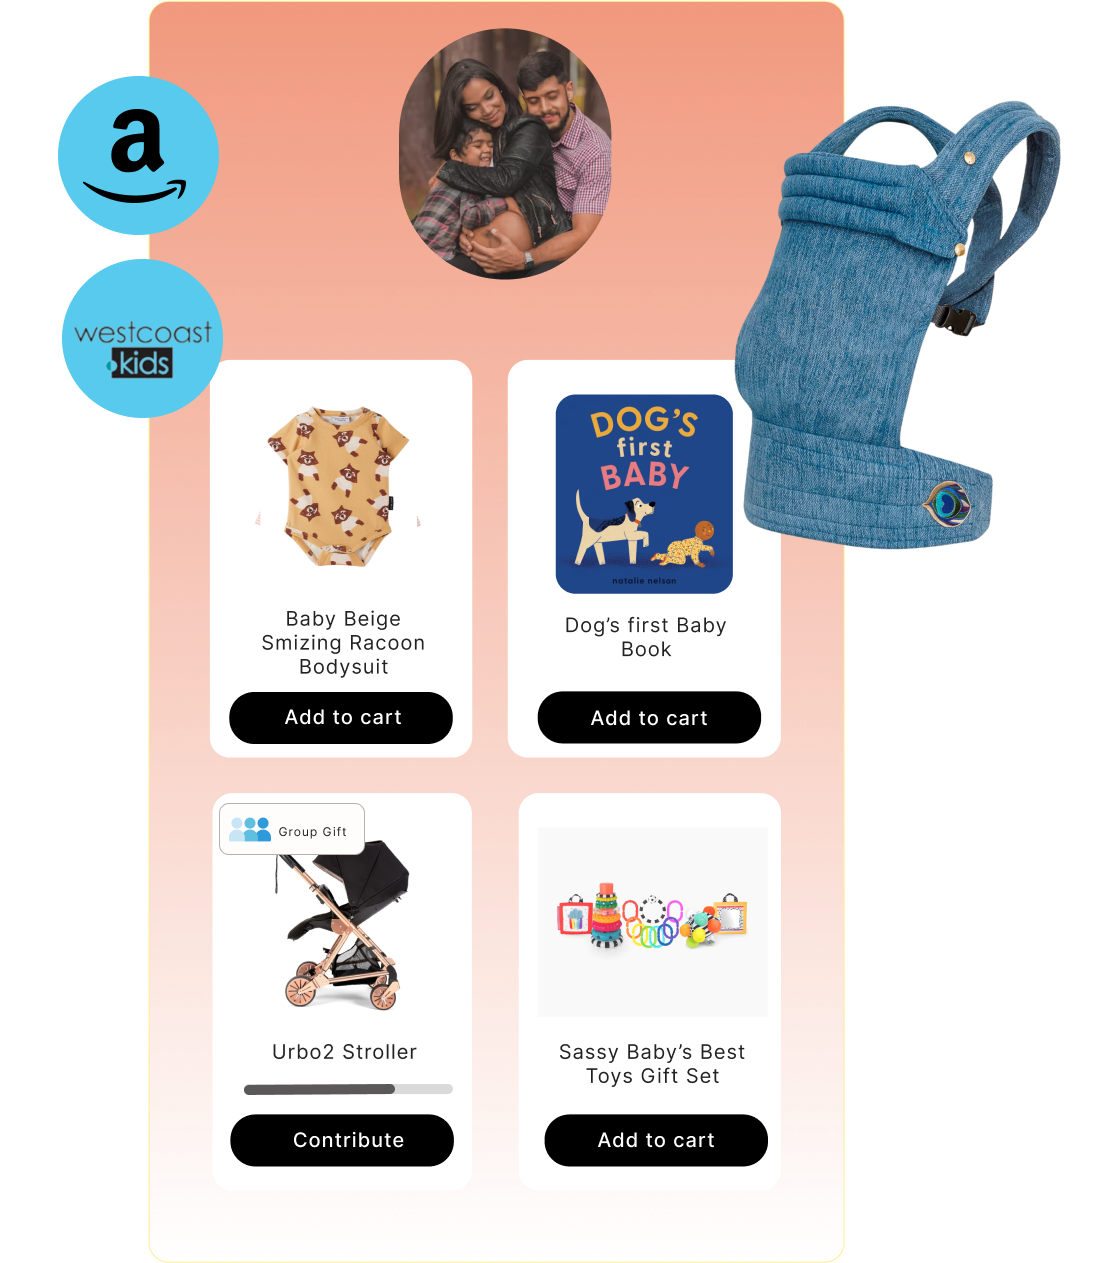 a
westcoast
kids
DOG'S
first
BABY
natalie nelson
Baby Beige
Smizing Racoon
Bodysuit
Add to cart
Dog's first Baby
Book
Add to cart
Group Gift
Urbo2 Stroller
Contribute
Sassy Baby's Best
Toys Gift Set
Add to cart